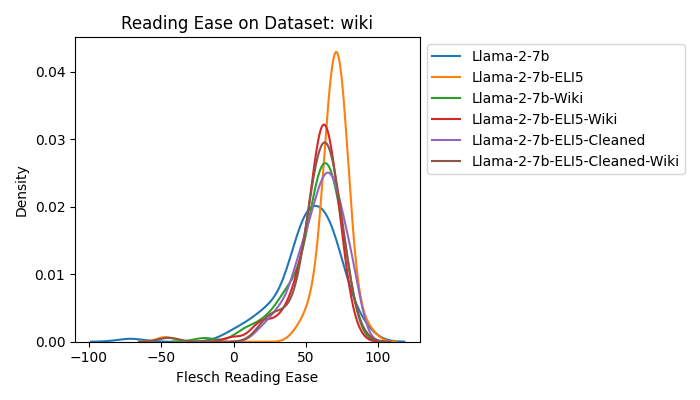 Reading Ease on Dataset: wiki
Llama-2-7b
Llama-2-7b-ELI5
Llama-2-7b-Wiki
Llama-2-7b-ELI5-Wiki
Llama-2-7b-ELI5-Cleaned
Llama-2-7b-ELI5-Cleaned-Wiki
Density
0.04
0.03
0.02
0.01
0.00
−100
−50
0
50
100
Flesch Reading Ease